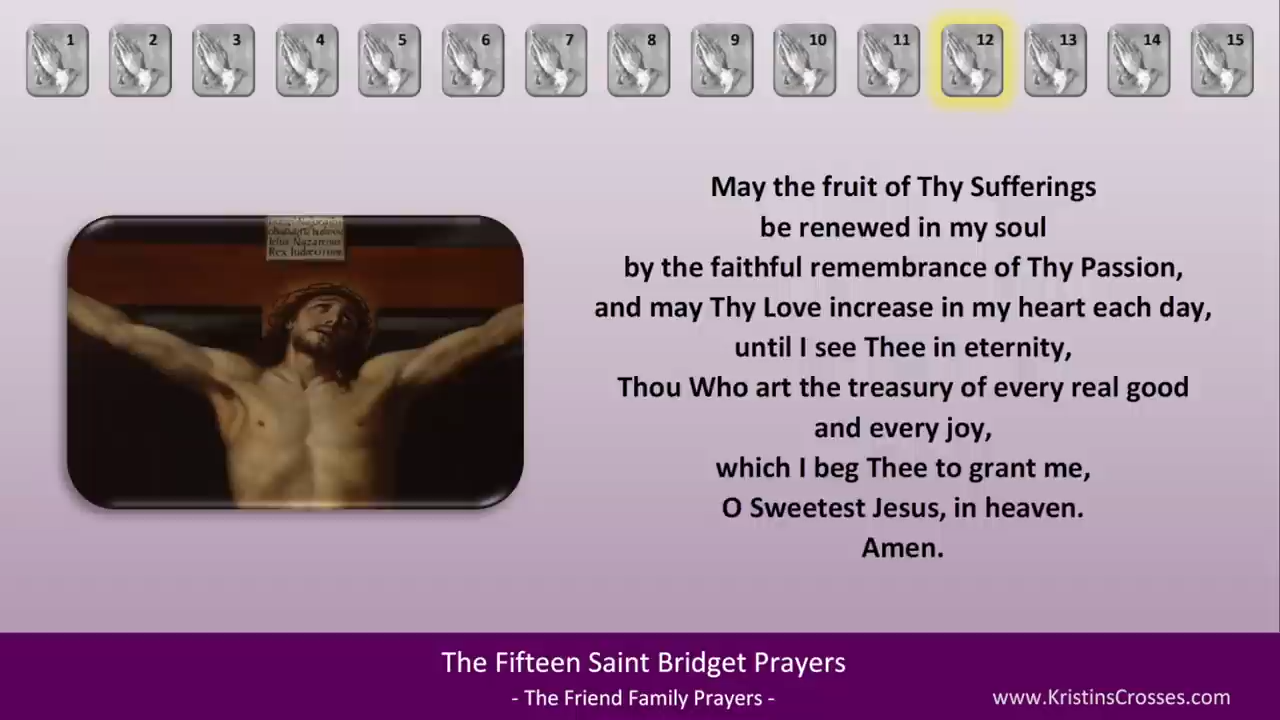 1 2 3 4 5 6 7 8 9 10 11 12 13 14 15
Jesus Nazarenus
Rex Iudaeorum
May the fruit of Thy Sufferings
be renewed in my soul
by the faithful remembrance of Thy Passion,
and may Thy Love increase in my heart each day,
until I see Thee in eternity,
Thou Who art the treasury of every real good
and every joy,
which I beg Thee to grant me,
O Sweetest Jesus, in heaven.
Amen.
The Fifteen Saint Bridget Prayers
- The Friend Family Prayers -
www.KristinsCrosses.com